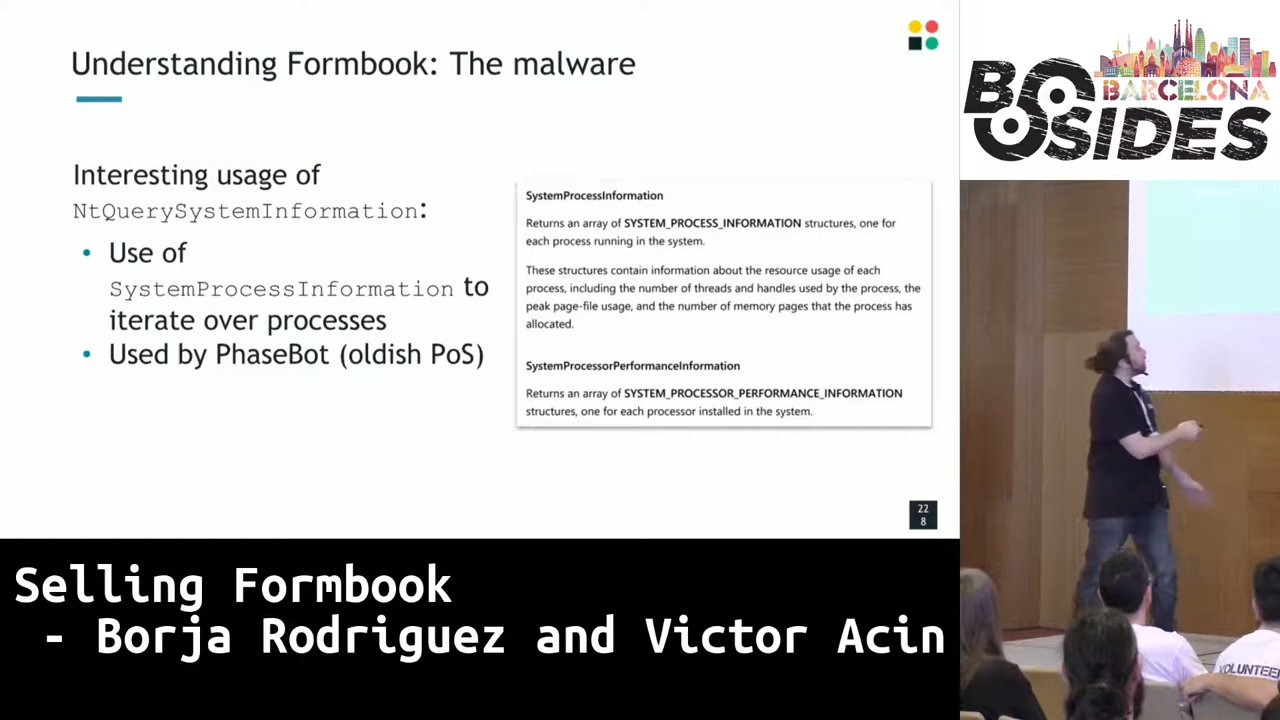 Understanding Formbook: The malware
Interesting usage of
NtQuerySystemInformation:
• Use of
SystemProcessInformation to
iterate over processes
• Used by PhaseBot (oldish PoS)
SystemProcessInformation
Returns an array of SYSTEM_PROCESS_INFORMATION structures, one for
each process running in the system.
These structures contain information about the resource usage of each
process, including the number of threads and handles used by the process, the
peak page-file usage, and the number of memory pages that the process has
allocated.
SystemProcessorPerformanceInformation
Returns an array of SYSTEM_PROCESSOR_PERFORMANCE_INFORMATION
structures, one for each processor installed in the system.
22
8
BSIDES
BARCELONA
VOLUNTEER
Selling Formbook
- Borja Rodriguez and Victor Acin